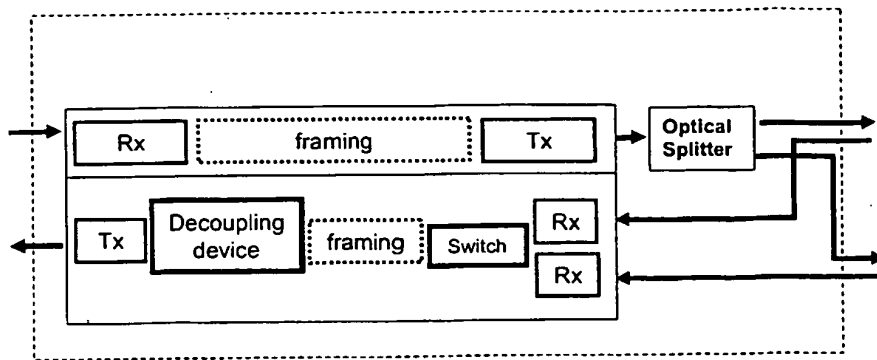 Rx
framing
Tx
Optical
Splitter
Tx
Decoupling
device
framing
Switch
Rx
Rx